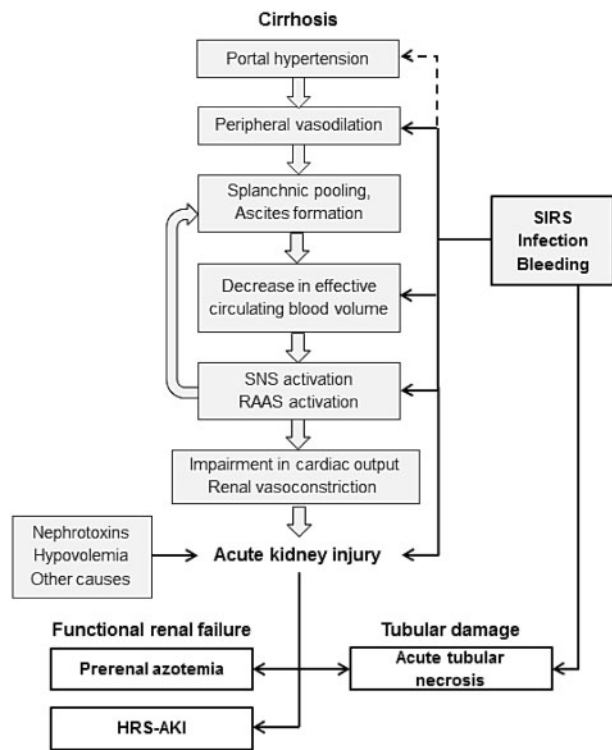 Cirrhosis
Portal hypertension
Peripheral vasodilation
Splanchnic pooling,
Ascites formation
SIRS
Infection
Bleeding
Decrease in effective
circulating blood volume
SNS activation
RAAS activation
Impairment in cardiac output
Renal vasoconstriction
Nephrotoxins
Hypovolemia
Other causes
Acute kidney injury
Functional renal failure
Prerenal azotemia
HRS-AKI
Tubular damage
Acute tubular
necrosis